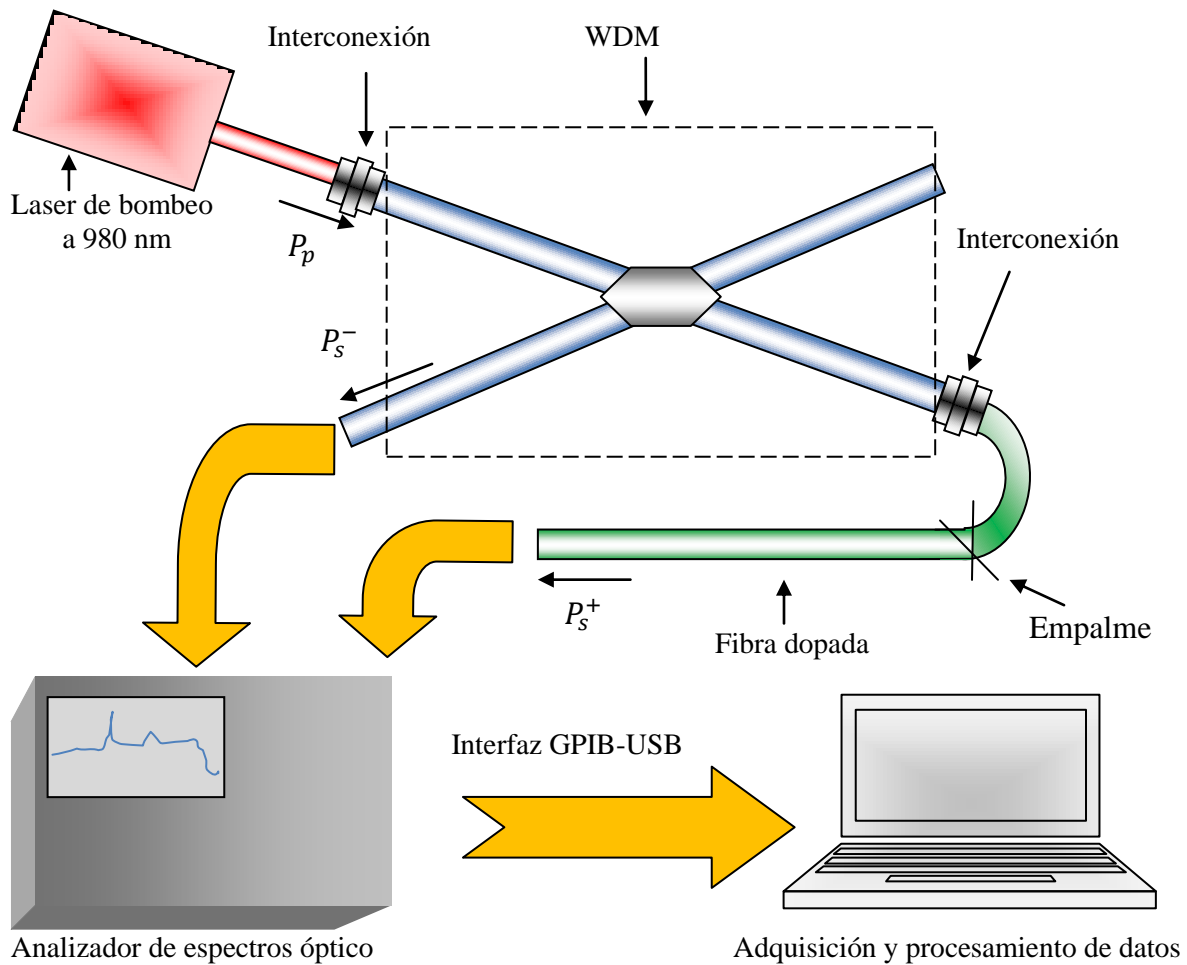 Interconexión
WDM
Laser de bombeo
a 980 nm
P_p
Interconexión
P_s^-
P_s^+
Fibra dopada
Empalme
Interfaz GPIB-USB
Analizador de espectros óptico
Adquisición y procesamiento de datos